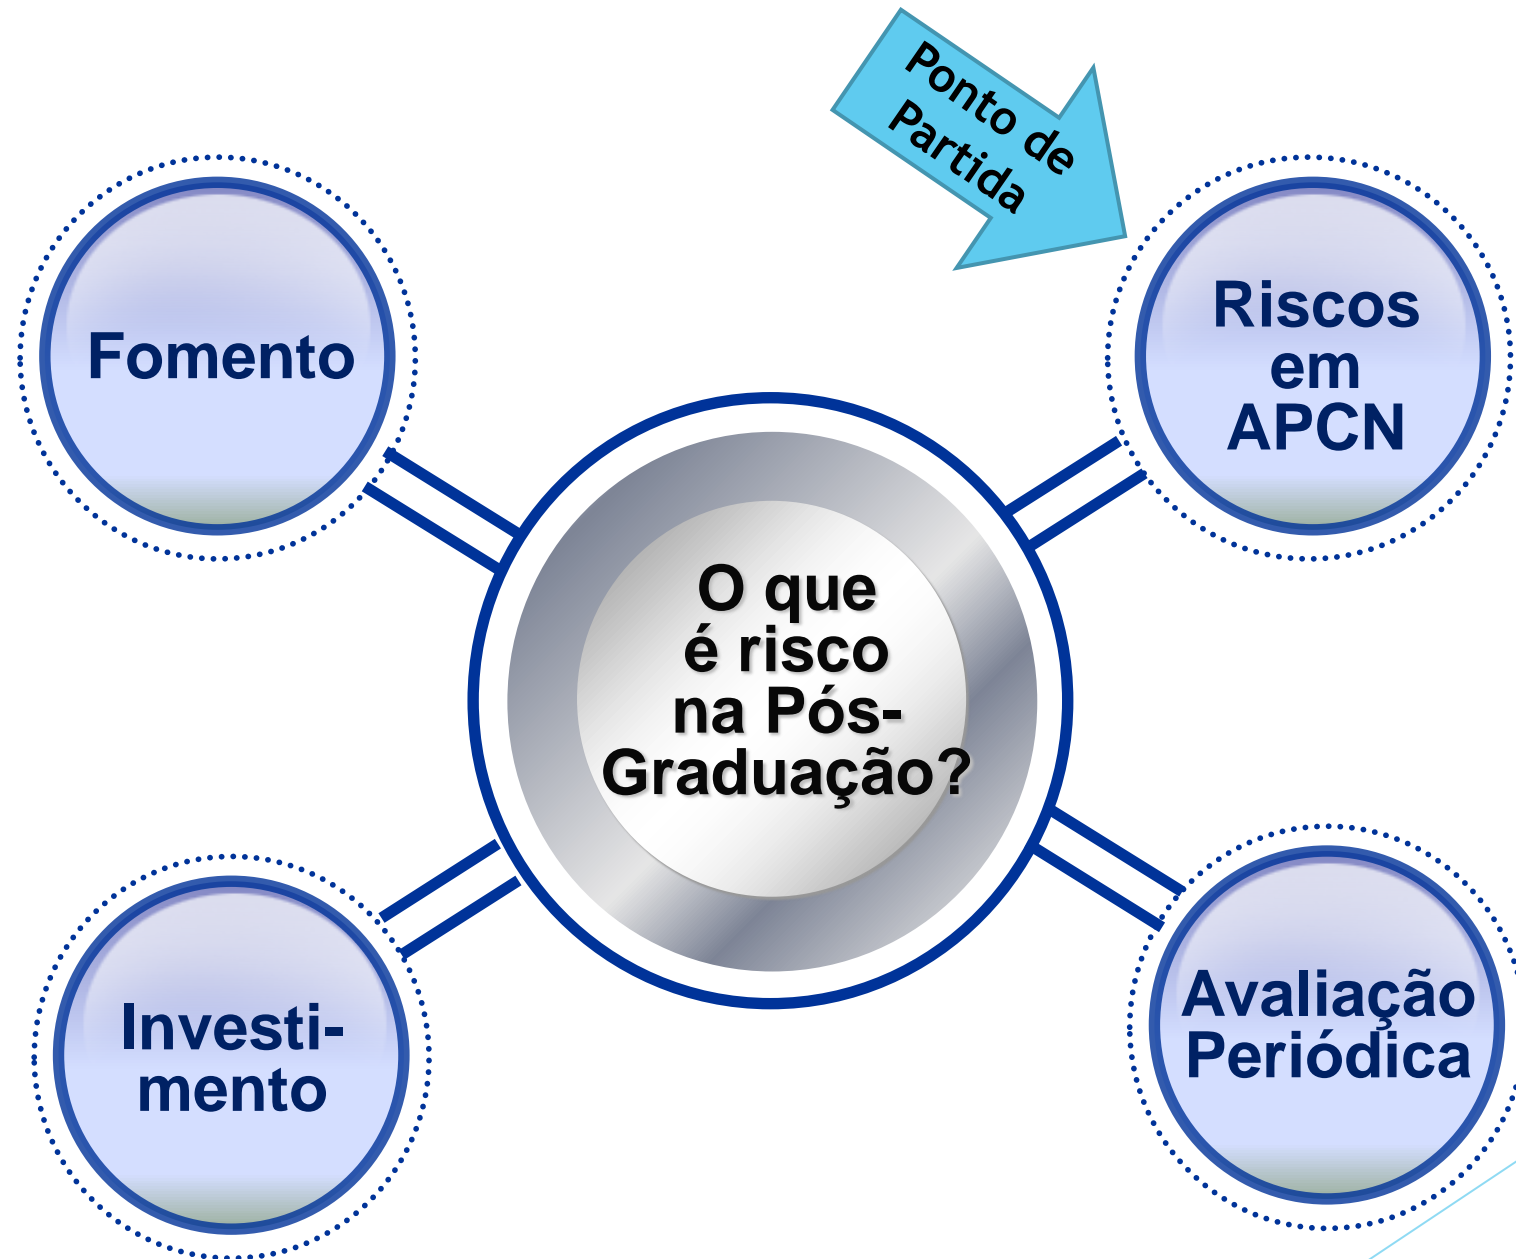 Ponto de
Partida
Fomento
Riscos
em
APCN
O que
é risco
na Pós-
Graduação?
Investi-
mento
Avaliação
Periódica